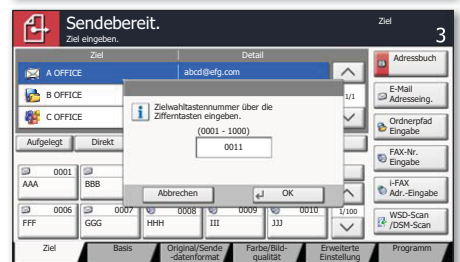 Sendebereit.
Ziel eingeben.
Ziel
3
Ziel
Detail
A OFFICE
abcd@efg.com
B OFFICE
C OFFICE
1/1
Zielwahltastennummer über die
Zifferntasten eingeben.
(0001 - 1000)
0011
Abbrechen
OK
Aufgelegt
Direkt
0001
AAA
BBB
0006
FFF
0007
GGG
0008
HHH
0009
III
0010
JJJ
1/100
Adressbuch
E-Mail
Adresseing.
Ordnerpfad
Eingabe
FAX-Nr.
Eingabe
i-FAX
Adr.-Eingabe
WSD-Scan
/DSM-Scan
Ziel
Basis
Original/Sende
-datenformat
Farbe/Bild-
qualität
Erweiterte
Einstellung
Programm